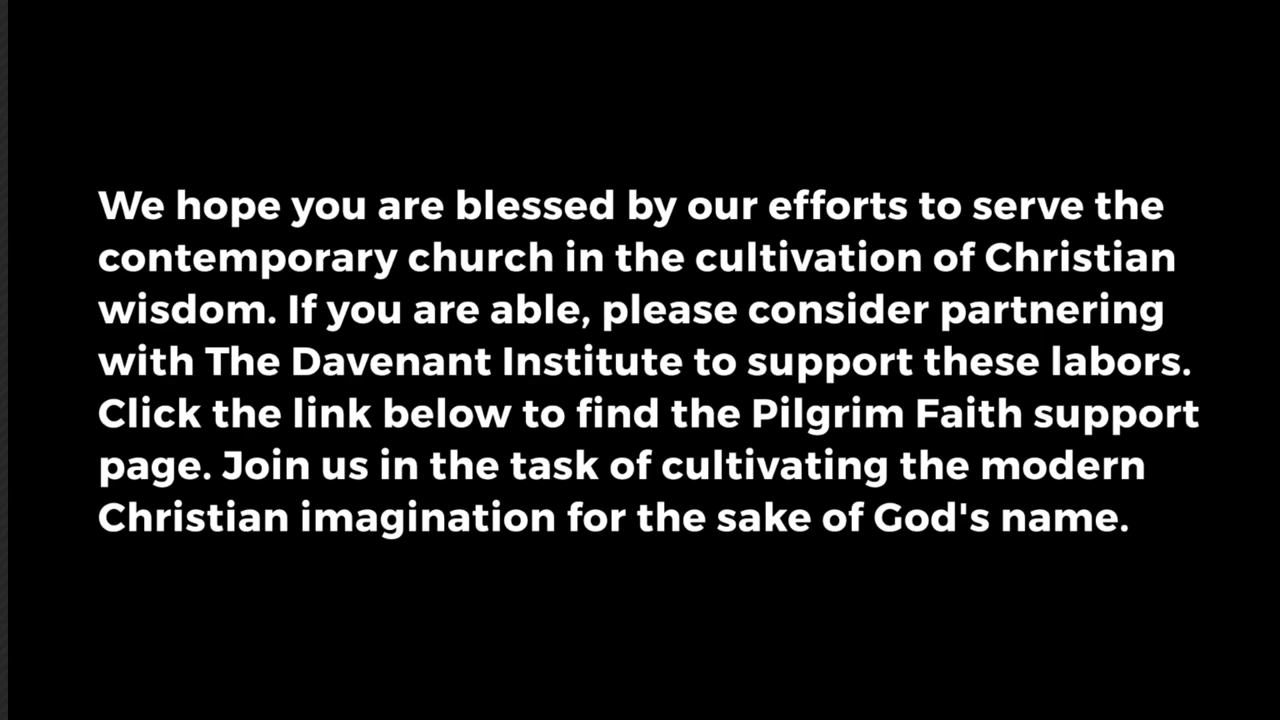 We hope you are blessed by our efforts to serve the
contemporary church in the cultivation of Christian
wisdom. If you are able, please consider partnering
with The Davenant Institute to support these labors.
Click the link below to find the Pilgrim Faith support
page. Join us in the task of cultivating the modern
Christian imagination for the sake of God's name.